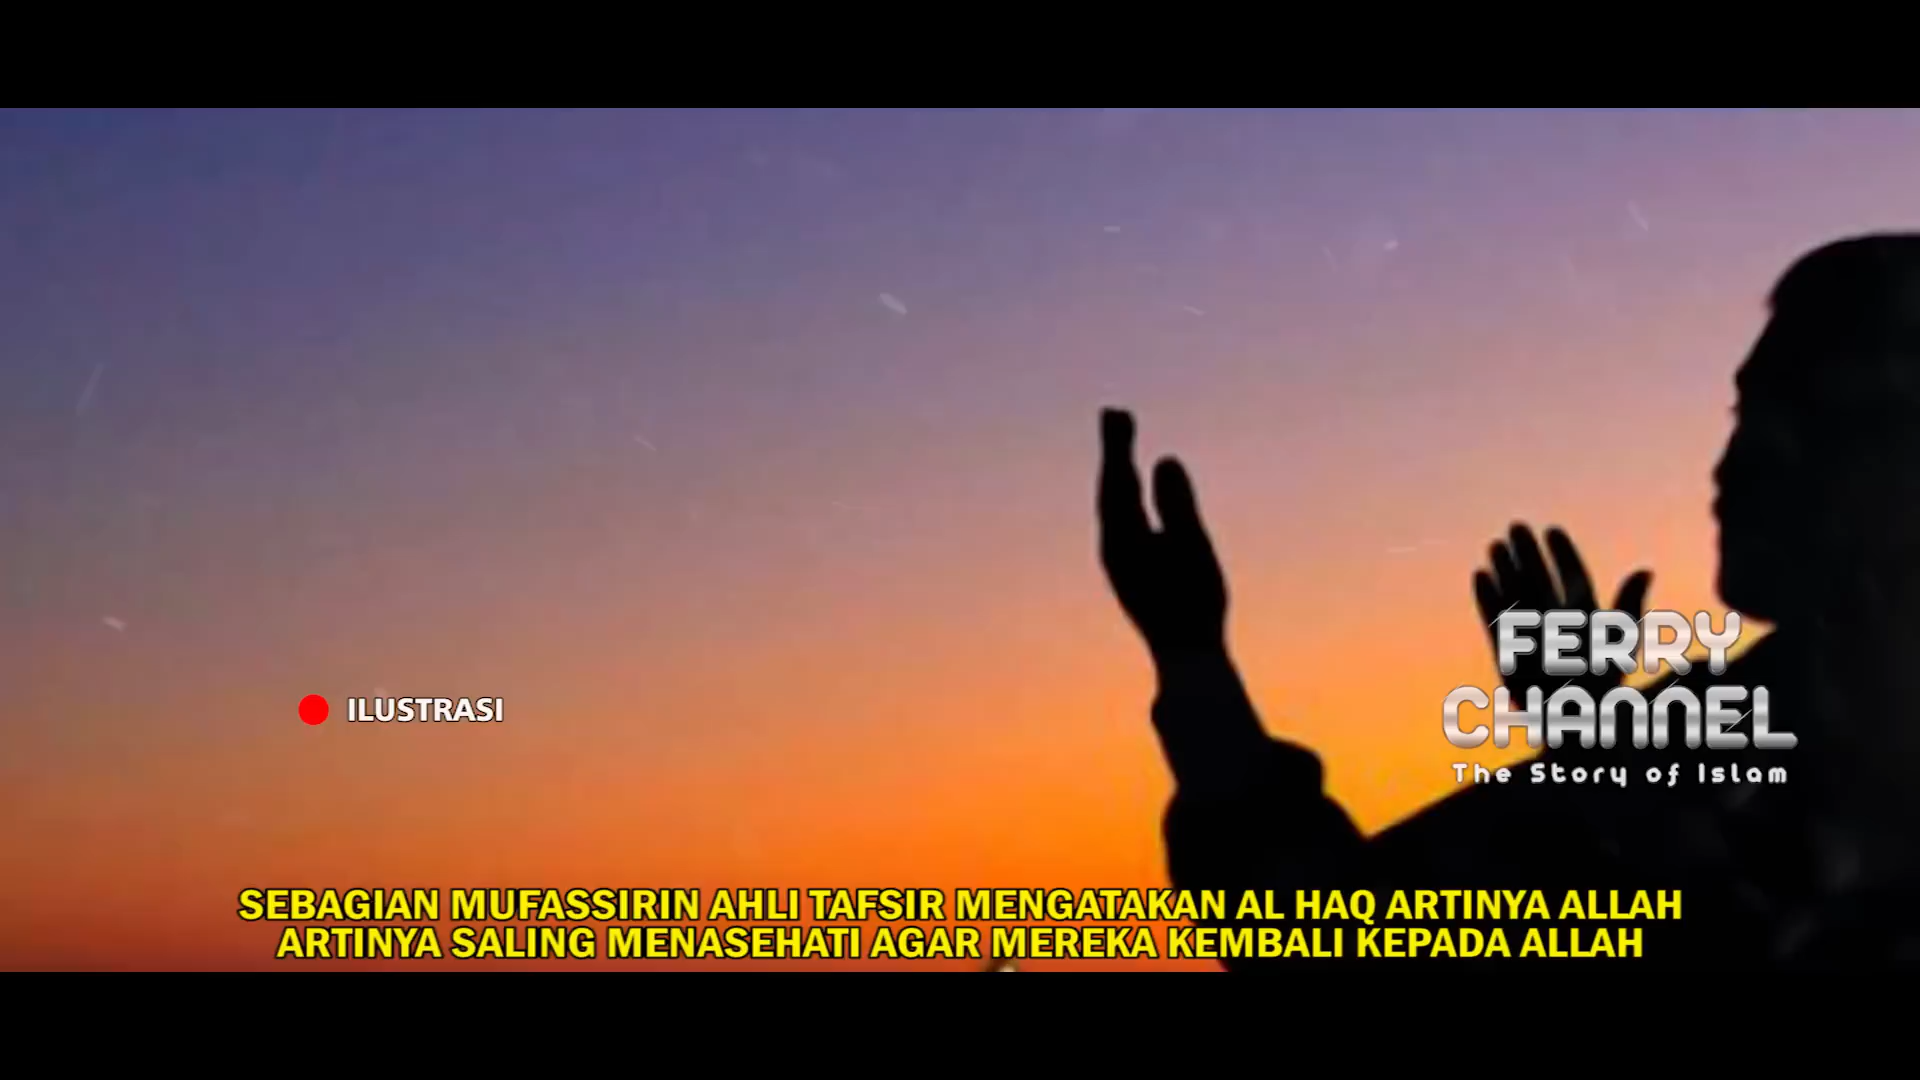 FERRY
CHANNEL
The Story of Islam
ILUSTRASI
SEBAGIAN MUFASSIRIN AHLI TAFSIR MENGATAKAN AL HAQ ARTINYA ALLAH
ARTINYA SALING MENASEHATI AGAR MEREKA KEMBALI KEPADA ALLAH